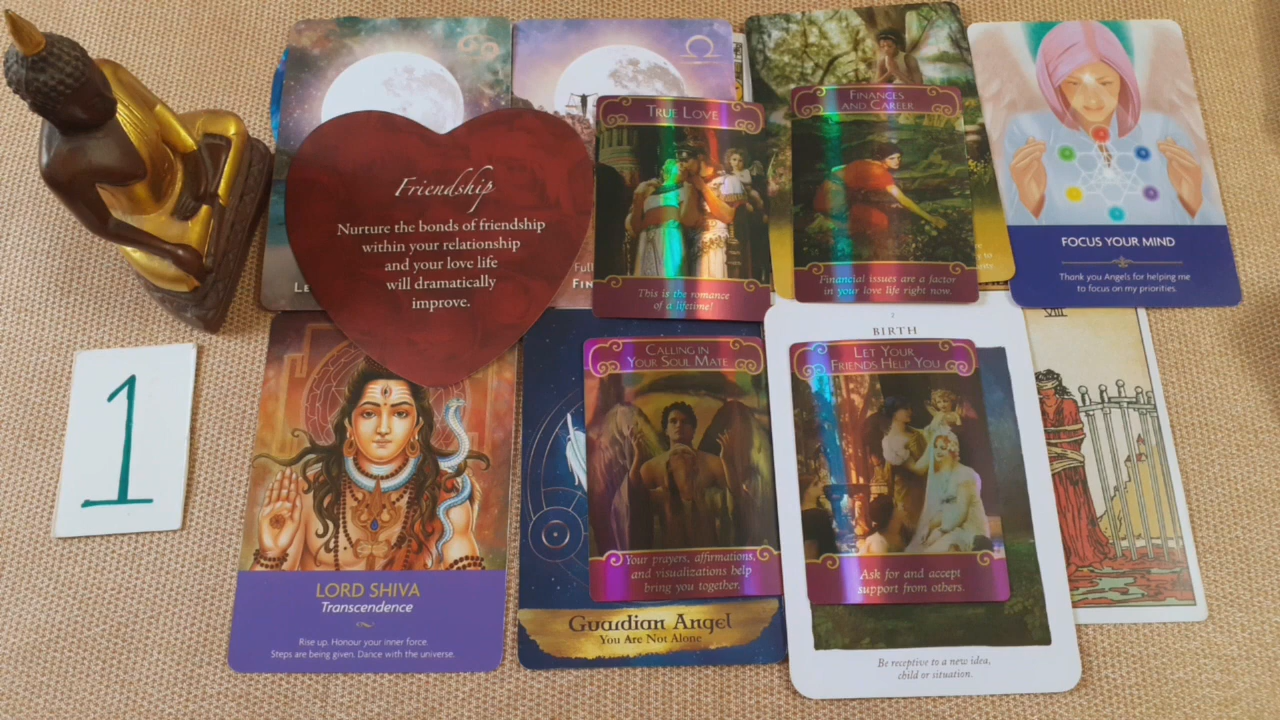 Friendship
Nurture the bonds of friendship
within your relationship
and your love life
will dramatically
improve.
TRUE LOVE
This is the romance
of a lifetime!
FINANCES
AND CAREER
Financial issues are a factor
in your love life right now.
FOCUS YOUR MIND
Thank you Angels for helping me
to focus on my priorities.
1
LORD SHIVA
Transcendence
Rise up. Honour your inner force.
Steps are being given. Dance with the universe.
CALLING IN
YOUR SOUL MATE
Your prayers, affirmations,
and visualizations help
bring you together.
Guardian Angel
You Are Not Alone
2
BIRTH
LET YOUR
FRIENDS HELP YOU
Ask for and accept
support from others.
Be receptive to a new idea,
child or situation.
VIII